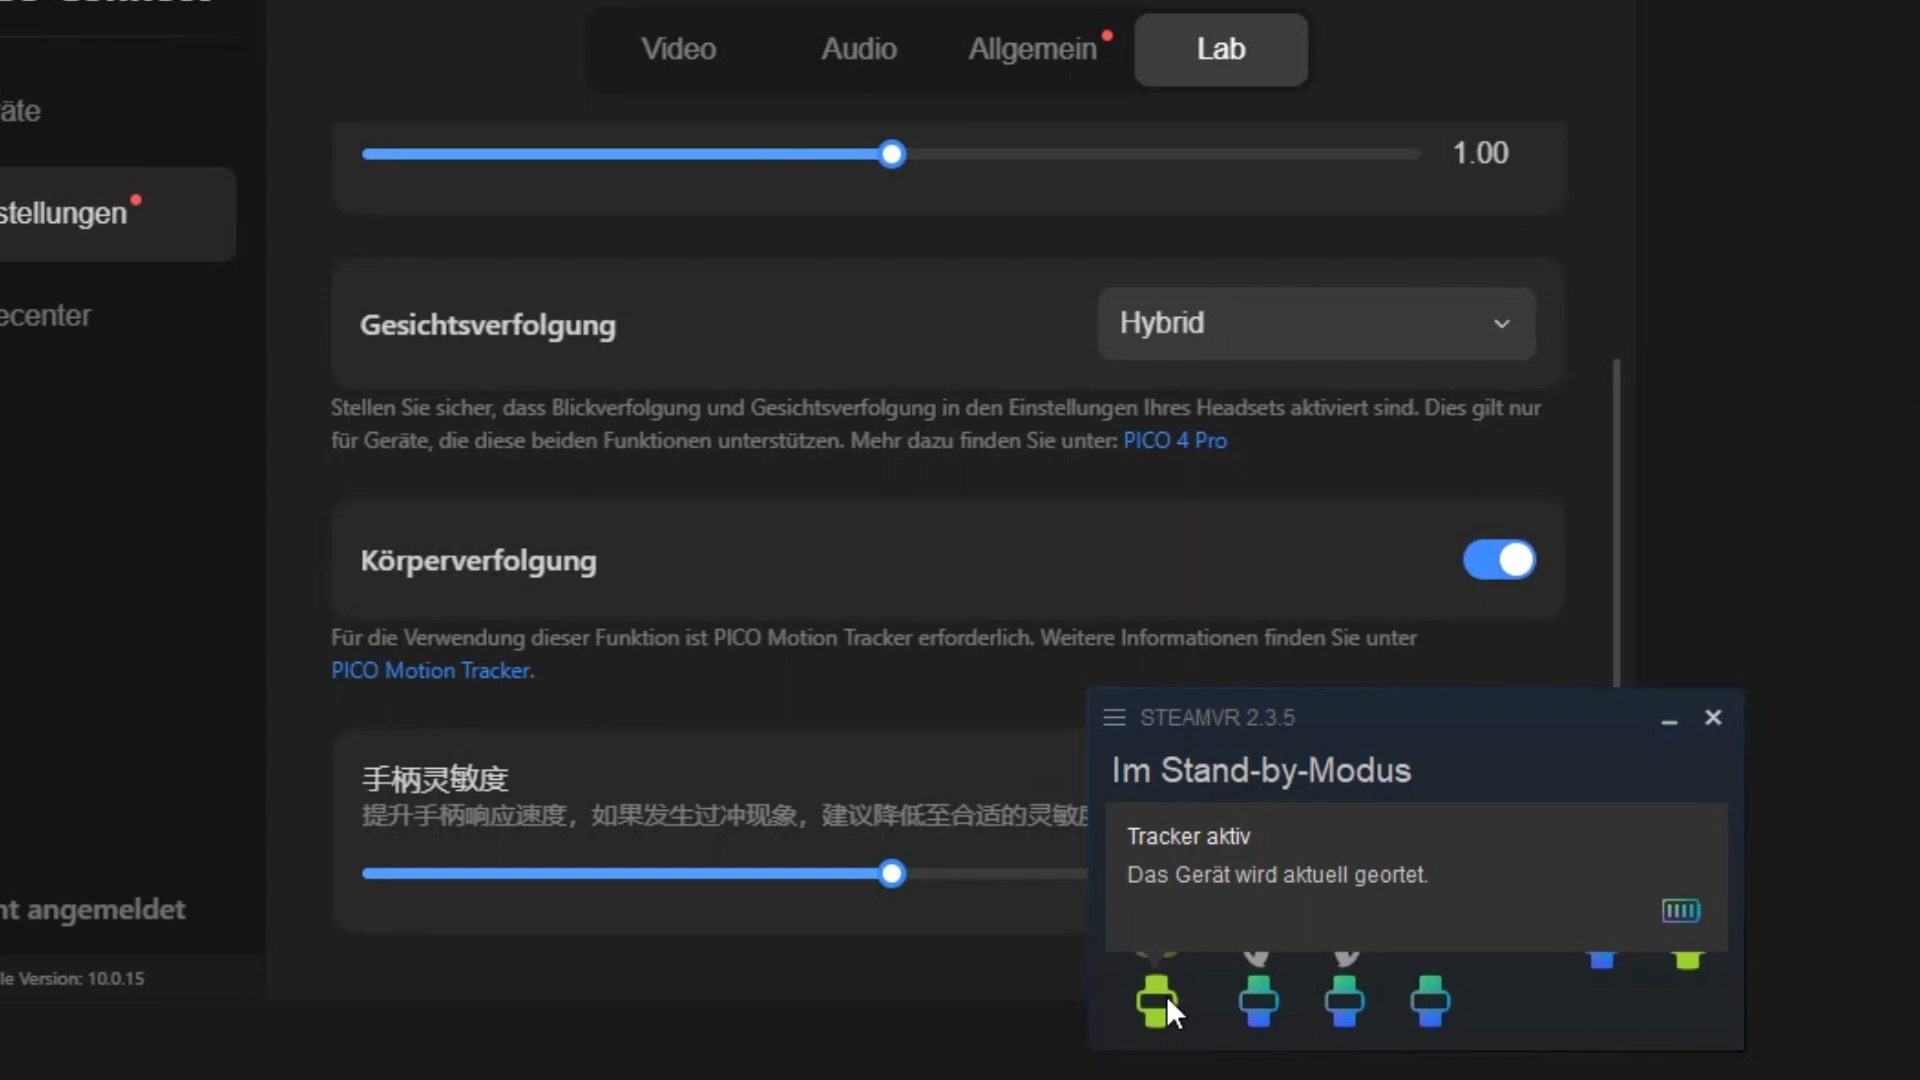 Video
Audio
Allgemein
Lab
äte
1.00
stellungen
ecenter
Gesichtsverfolgung
Hybrid
Stellen Sie sicher, dass Blickverfolgung und Gesichtsverfolgung in den Einstellungen Ihres Headsets aktiviert sind. Dies gilt nur
für Geräte, die diese beiden Funktionen unterstützen. Mehr dazu finden Sie unter: PICO 4 Pro
Körperverfolgung
Für die Verwendung dieser Funktion ist PICO Motion Tracker erforderlich. Weitere Informationen finden Sie unter
PICO Motion Tracker.
手柄灵敏度
提升手柄响应速度，如果发生过冲现象，建议降低至合适的灵敏度
STEAMVR 2.3.5
Im Stand-by-Modus
Tracker aktiv
Das Gerät wird aktuell geortet.
nt angemeldet
le Version: 10.0.15